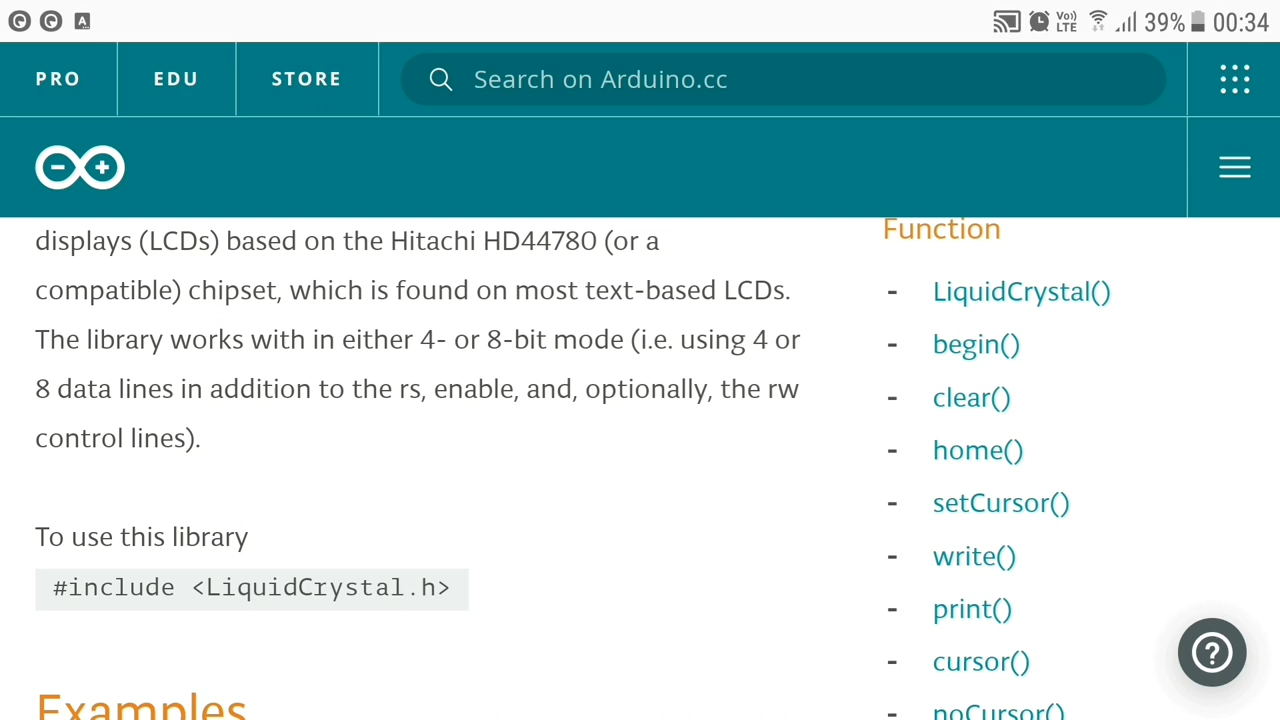 Vo))
LTE
39%
00:34
PRO
EDU
STORE
Search on Arduino.cc
displays (LCDs) based on the Hitachi HD44780 (or a
compatible) chipset, which is found on most text-based LCDs.
The library works with in either 4- or 8-bit mode (i.e. using 4 or
8 data lines in addition to the rs, enable, and, optionally, the rw
control lines).
To use this library
#include <LiquidCrystal.h>
Examples
Function
- LiquidCrystal()
- begin()
- clear()
- home()
- setCursor()
- write()
- print()
- cursor()
- noCursor()